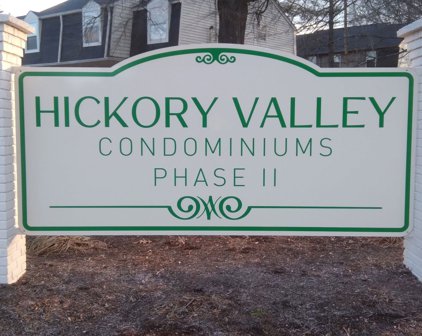 HICKORY VALLEY
CONDOMINIUMS
PHASE II